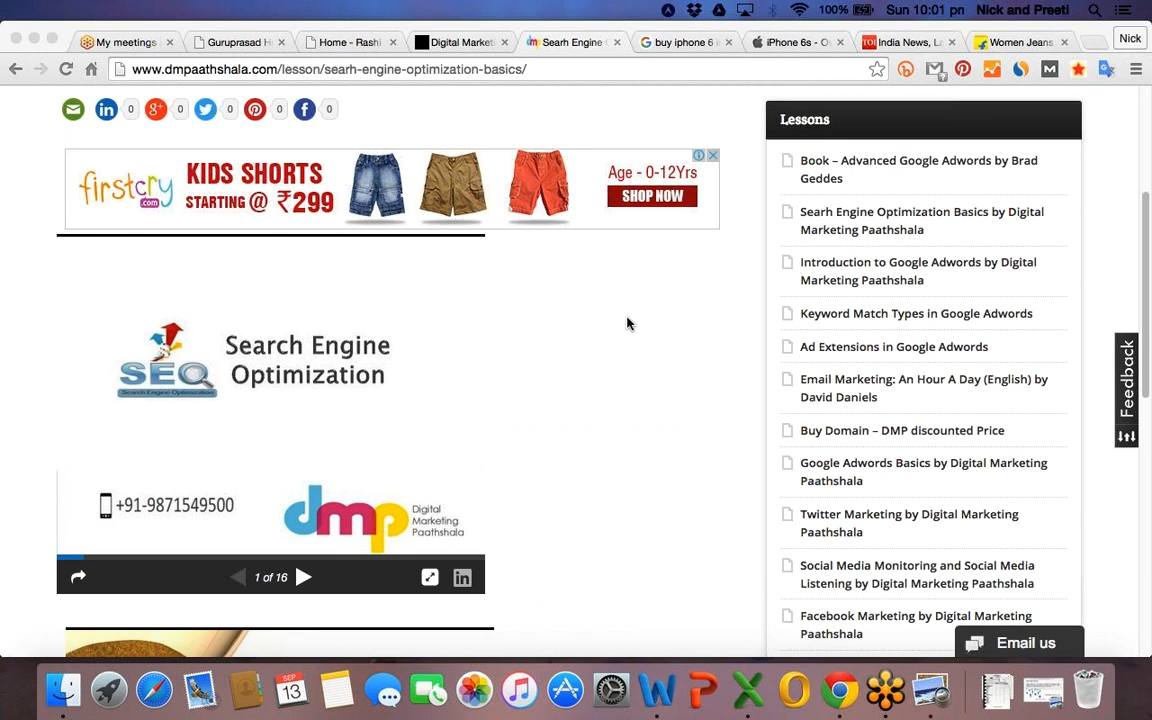 100%
Sun 10:01 pn
Nick and Preeti
My meetings
Guruprasad H
Home - Rashi
Digital Market
Searh Engine
buy iphone 6
iPhone 6s - O
India News, L
Women Jeans
Nick
www.dmpaathshala.com/lesson/searh-engine-optimization-basics/
0
0
0
0
0
firstcry
.com
KIDS SHORTS
STARTING @ ₹299
Age - 0-12Yrs
SHOP NOW
Search Engine
Optimization
SEO
Search Engine Optimization
+91-9871549500
dmp
Digital
Marketing
Paathshala
1 of 16
Lessons
Book – Advanced Google Adwords by Brad
Geddes
Searh Engine Optimization Basics by Digital
Marketing Paathshala
Introduction to Google Adwords by Digital
Marketing Paathshala
Keyword Match Types in Google Adwords
Ad Extensions in Google Adwords
Email Marketing: An Hour A Day (English) by
David Daniels
Buy Domain – DMP discounted Price
Google Adwords Basics by Digital Marketing
Paathshala
Twitter Marketing by Digital Marketing
Paathshala
Social Media Monitoring and Social Media
Listening by Digital Marketing Paathshala
Facebook Marketing by Digital Marketing
Paathshala
Feedback
Email us
SEP
13